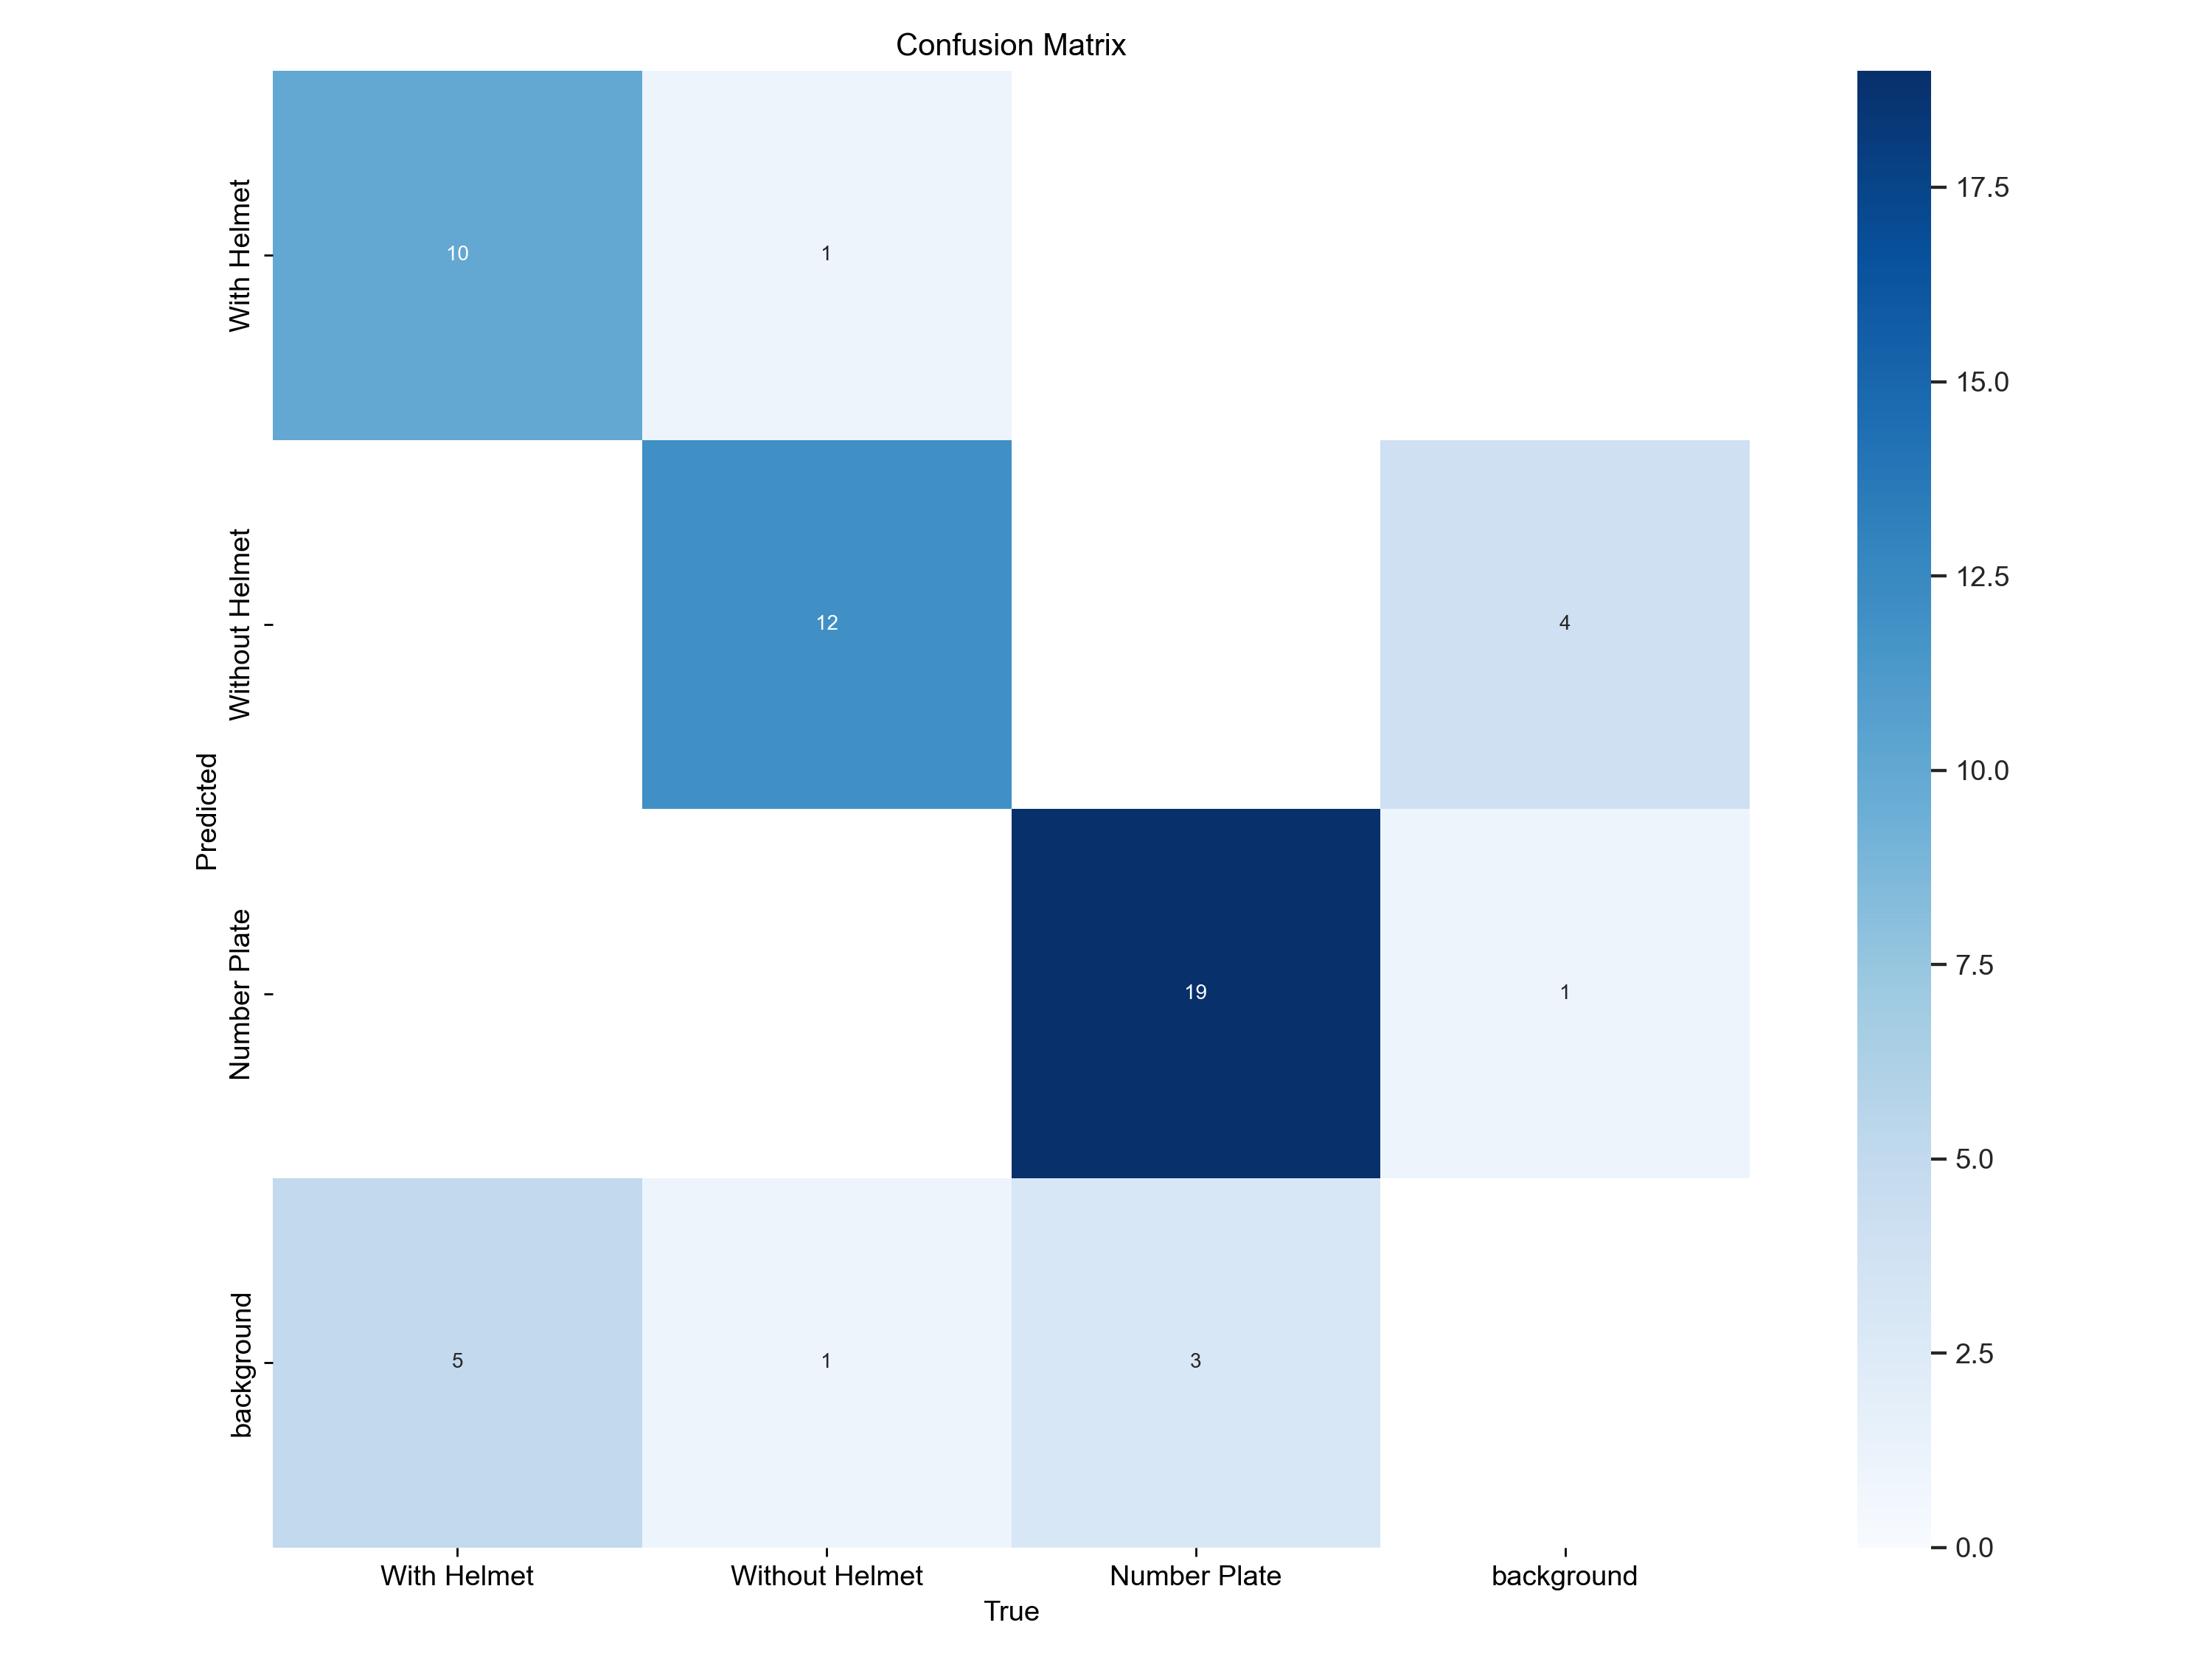 Confusion Matrix
With Helmet
10
1
Without Helmet
12
4
Predicted
Number Plate
19
1
background
5
1
3
With Helmet
Without Helmet
Number Plate
background
True
17.5
15.0
12.5
10.0
7.5
5.0
2.5
0.0